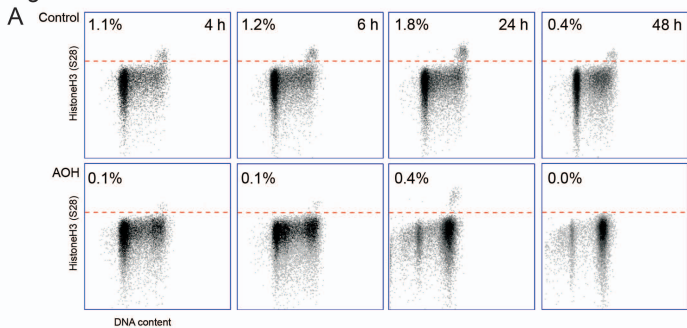 A
Control
1.1% 4 h
1.2% 6 h
1.8% 24 h
0.4% 48 h
HistoneH3 (S28)
HistoneH3 (S28)
AOH
0.1%
0.1%
0.4%
0.0%
HistoneH3 (S28)
HistoneH3 (S28)
DNA content